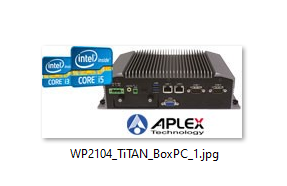 intel inside
CORE i3
intel inside
CORE i5
APLEX
Technology
WP2104_TiTAN_BoxPC_1.jpg